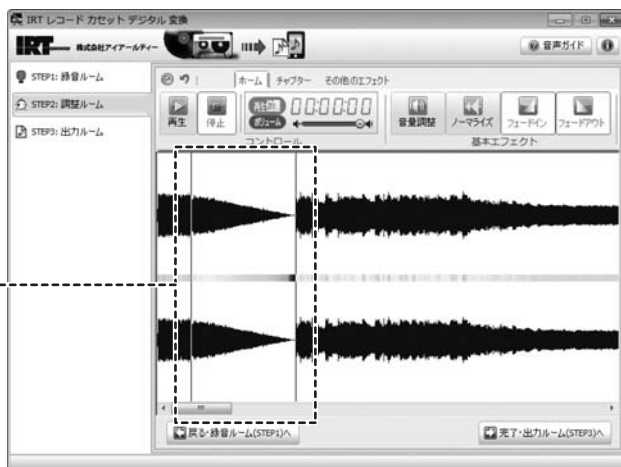 IRT レコード カセット デジタル 変換
IRT 株式会社アイアールティー
音声ガイド
STEP1: 録音ルーム
STEP2: 調整ルーム
STEP3: 出力ルーム
ホーム チャプター その他のエフェクト
再生 停止 00:00:00 ボリューム 音量調整 ノーマライズ フェードイン フェードアウト
コントロール 基本エフェクト
戻る・録音ルーム(STEP1)へ 完了・出力ルーム(STEP3)へ